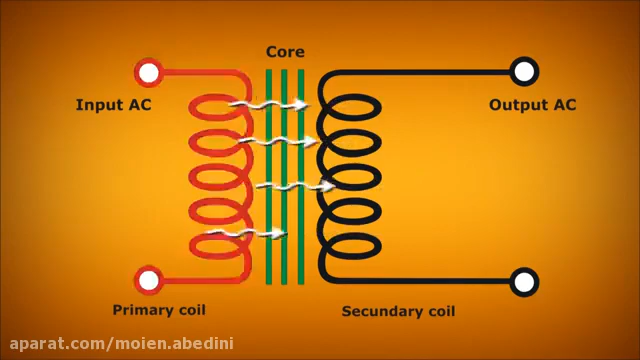 Core
Input AC
Output AC
Primary coil
Secundary coil
aparat.com/moien.abedini